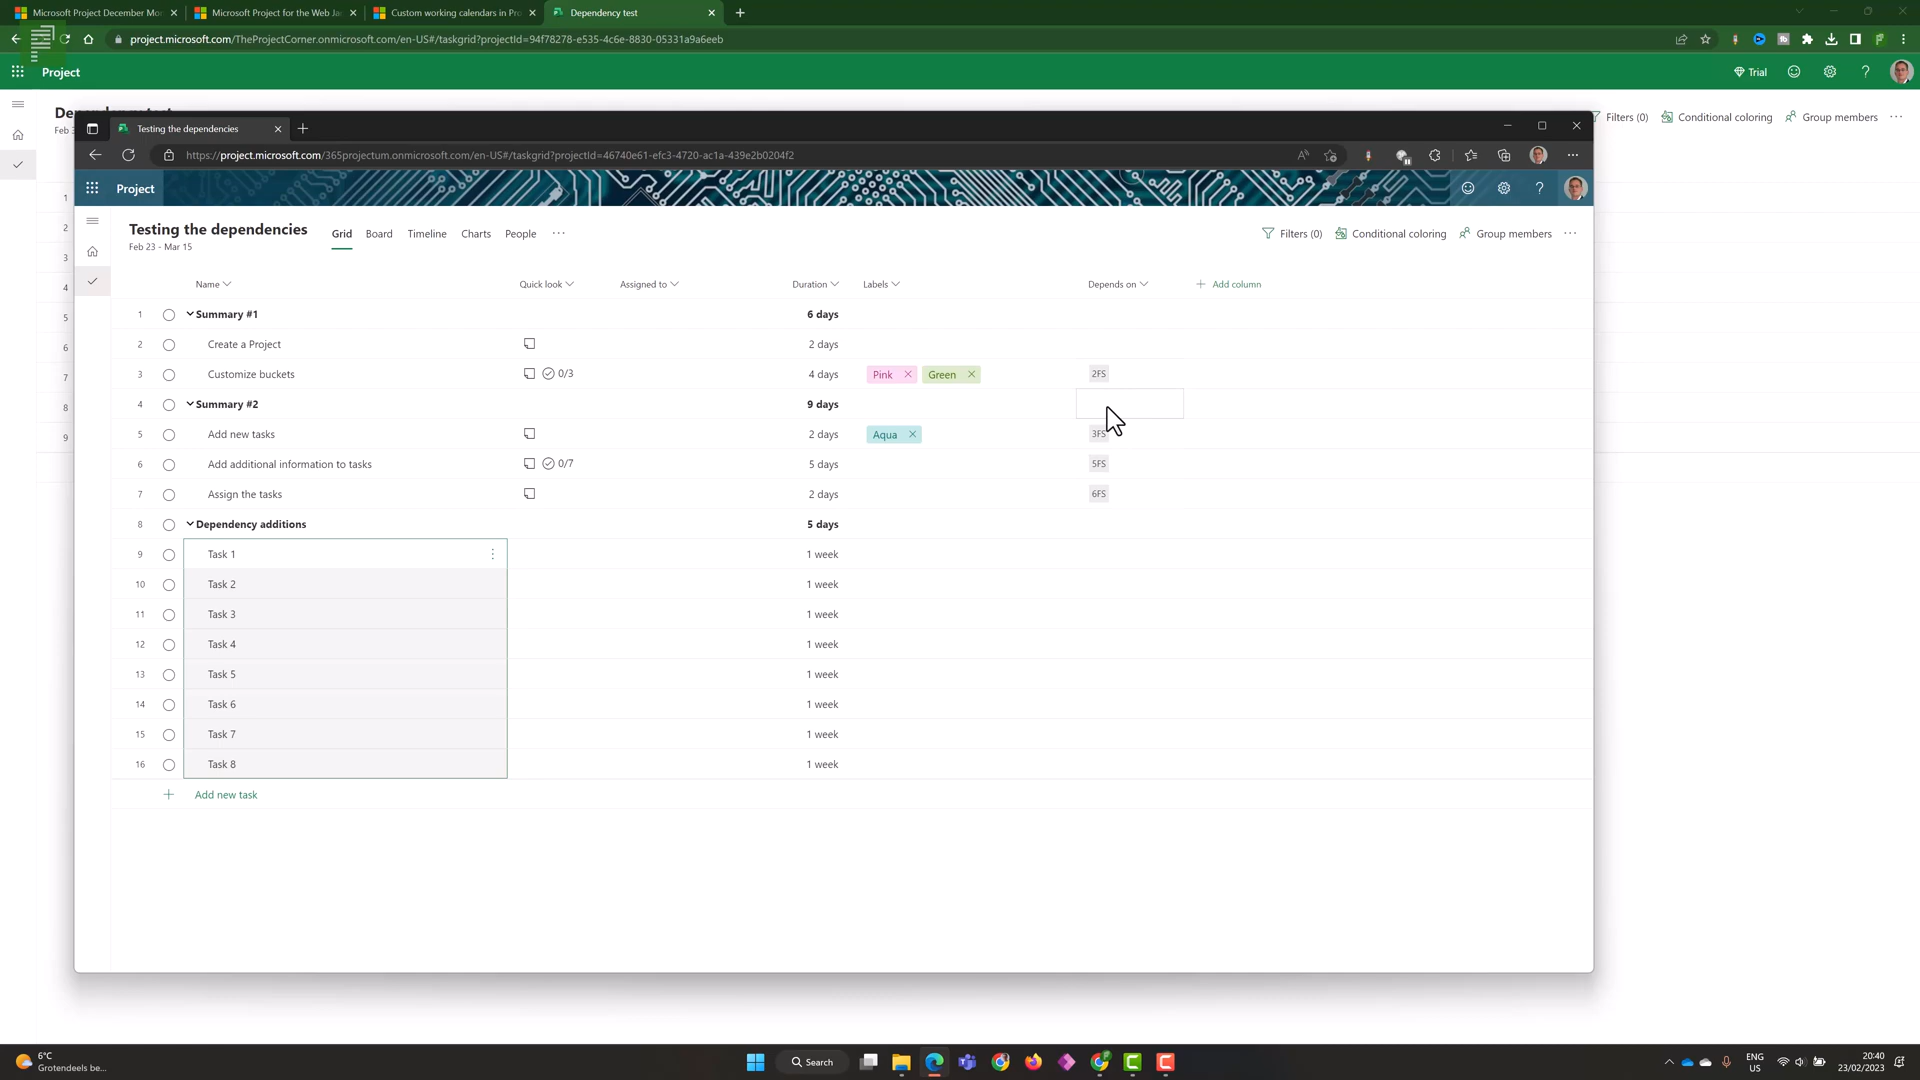 Microsoft Project December Mo
Microsoft Project for the Web Ja
Custom working calendars in Pr
Dependency test
project.microsoft.com/TheProjectCorner.onmicrosoft.com/en-US#/taskgrid?projectId=94f78278-e535-4c6e-8830-05331a9a6eeb
Project
Trial
Feb
Filters (0)
Conditional coloring
Group members
Testing the dependencies
https://project.microsoft.com/365projectum.onmicrosoft.com/en-US#/taskgrid?projectId=46740e61-efc3-4720-ac1a-439e2b0204f2
Project
Testing the dependencies
Feb 23 - Mar 15
Grid Board Timeline Charts People
Filters (0) Conditional coloring Group members
Name Quick look Assigned to Duration Labels Depends on Add column
1 Summary #1 6 days
2 Create a Project 2 days
3 Customize buckets 0/3 4 days Pink Green 2FS
4 Summary #2 9 days
5 Add new tasks 2 days Aqua 3FS
6 Add additional information to tasks 0/7 5 days 5FS
7 Assign the tasks 2 days 6FS
8 Dependency additions 5 days
9 Task 1 1 week
10 Task 2 1 week
11 Task 3 1 week
12 Task 4 1 week
13 Task 5 1 week
14 Task 6 1 week
15 Task 7 1 week
16 Task 8 1 week
Add new task
1
2
3
4
5
6
7
8
9
6°C
Grotendeels be...
Search
ENG
US
20:40
23/02/2023